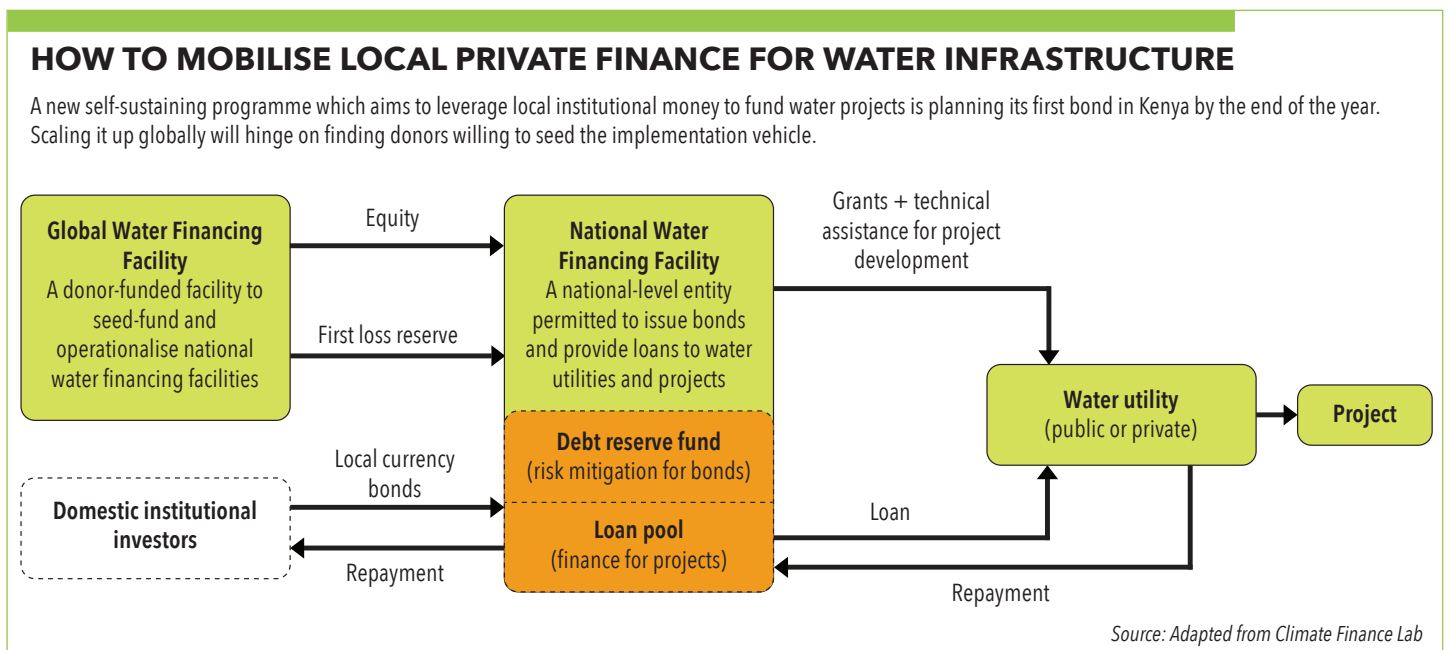 HOW TO MOBILISE LOCAL PRIVATE FINANCE FOR WATER INFRASTRUCTURE
A new self-sustaining programme which aims to leverage local institutional money to fund water projects is planning its first bond in Kenya by the end of the year.
Scaling it up globally will hinge on finding donors willing to seed the implementation vehicle.
Global Water Financing
Facility
A donor-funded facility to
seed-fund and
operationalise national
water financing facilities
Equity
First loss reserve
National Water
Financing Facility
A national-level entity
permitted to issue bonds
and provide loans to water
utilities and projects
Grants + technical
assistance for project
development
Water utility
(public or private)
Project
Debt reserve fund
(risk mitigation for bonds)
Domestic institutional
investors
Local currency
bonds
Repayment
Loan pool
(finance for projects)
Loan
Repayment
Source: Adapted from Climate Finance Lab